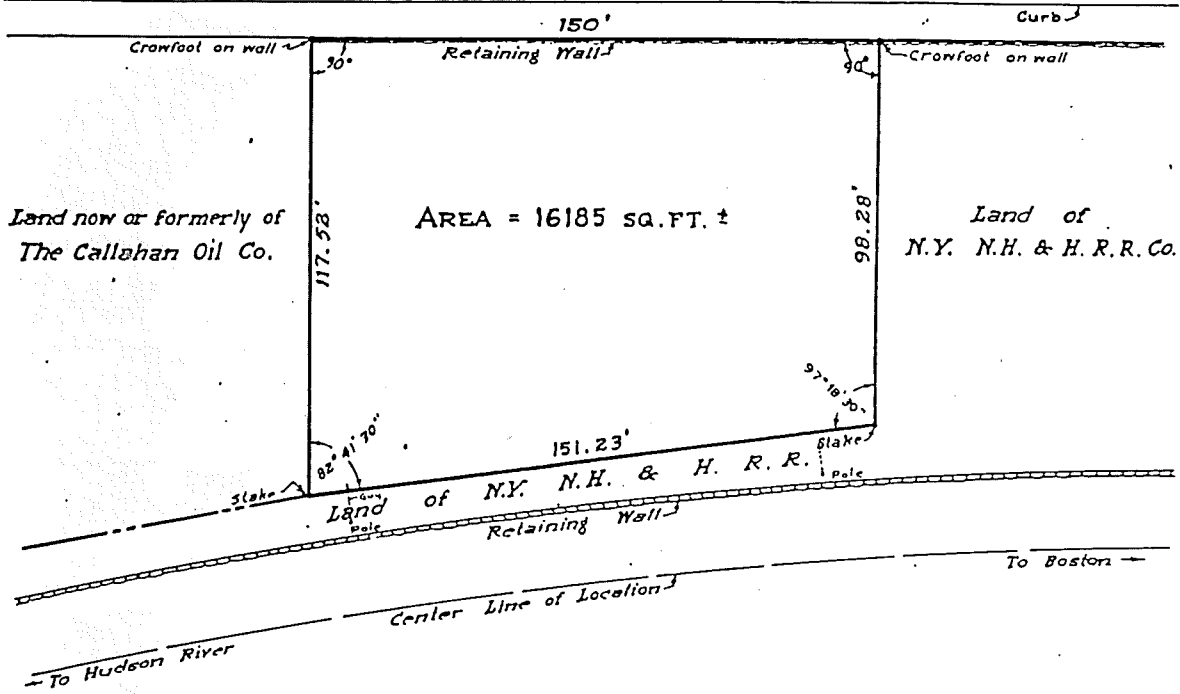 Curb
150'
Crowfoot on wall
Retaining Wall
Crowfoot on wall
90°
90°
Land now or formerly of
The Callahan Oil Co.
117.52'
AREA = 16185 SQ.FT. ±
98.28'
Land of
N.Y. N.H. & H. R.R. Co.
82° 41' 70"
97° 18' 30"
151.23'
Stake
Stake
Guy
Pole
Pole
Land of N.Y. N.H. & H. R. R.
Retaining Wall
Center Line of Location
To Boston →
← To Hudson River